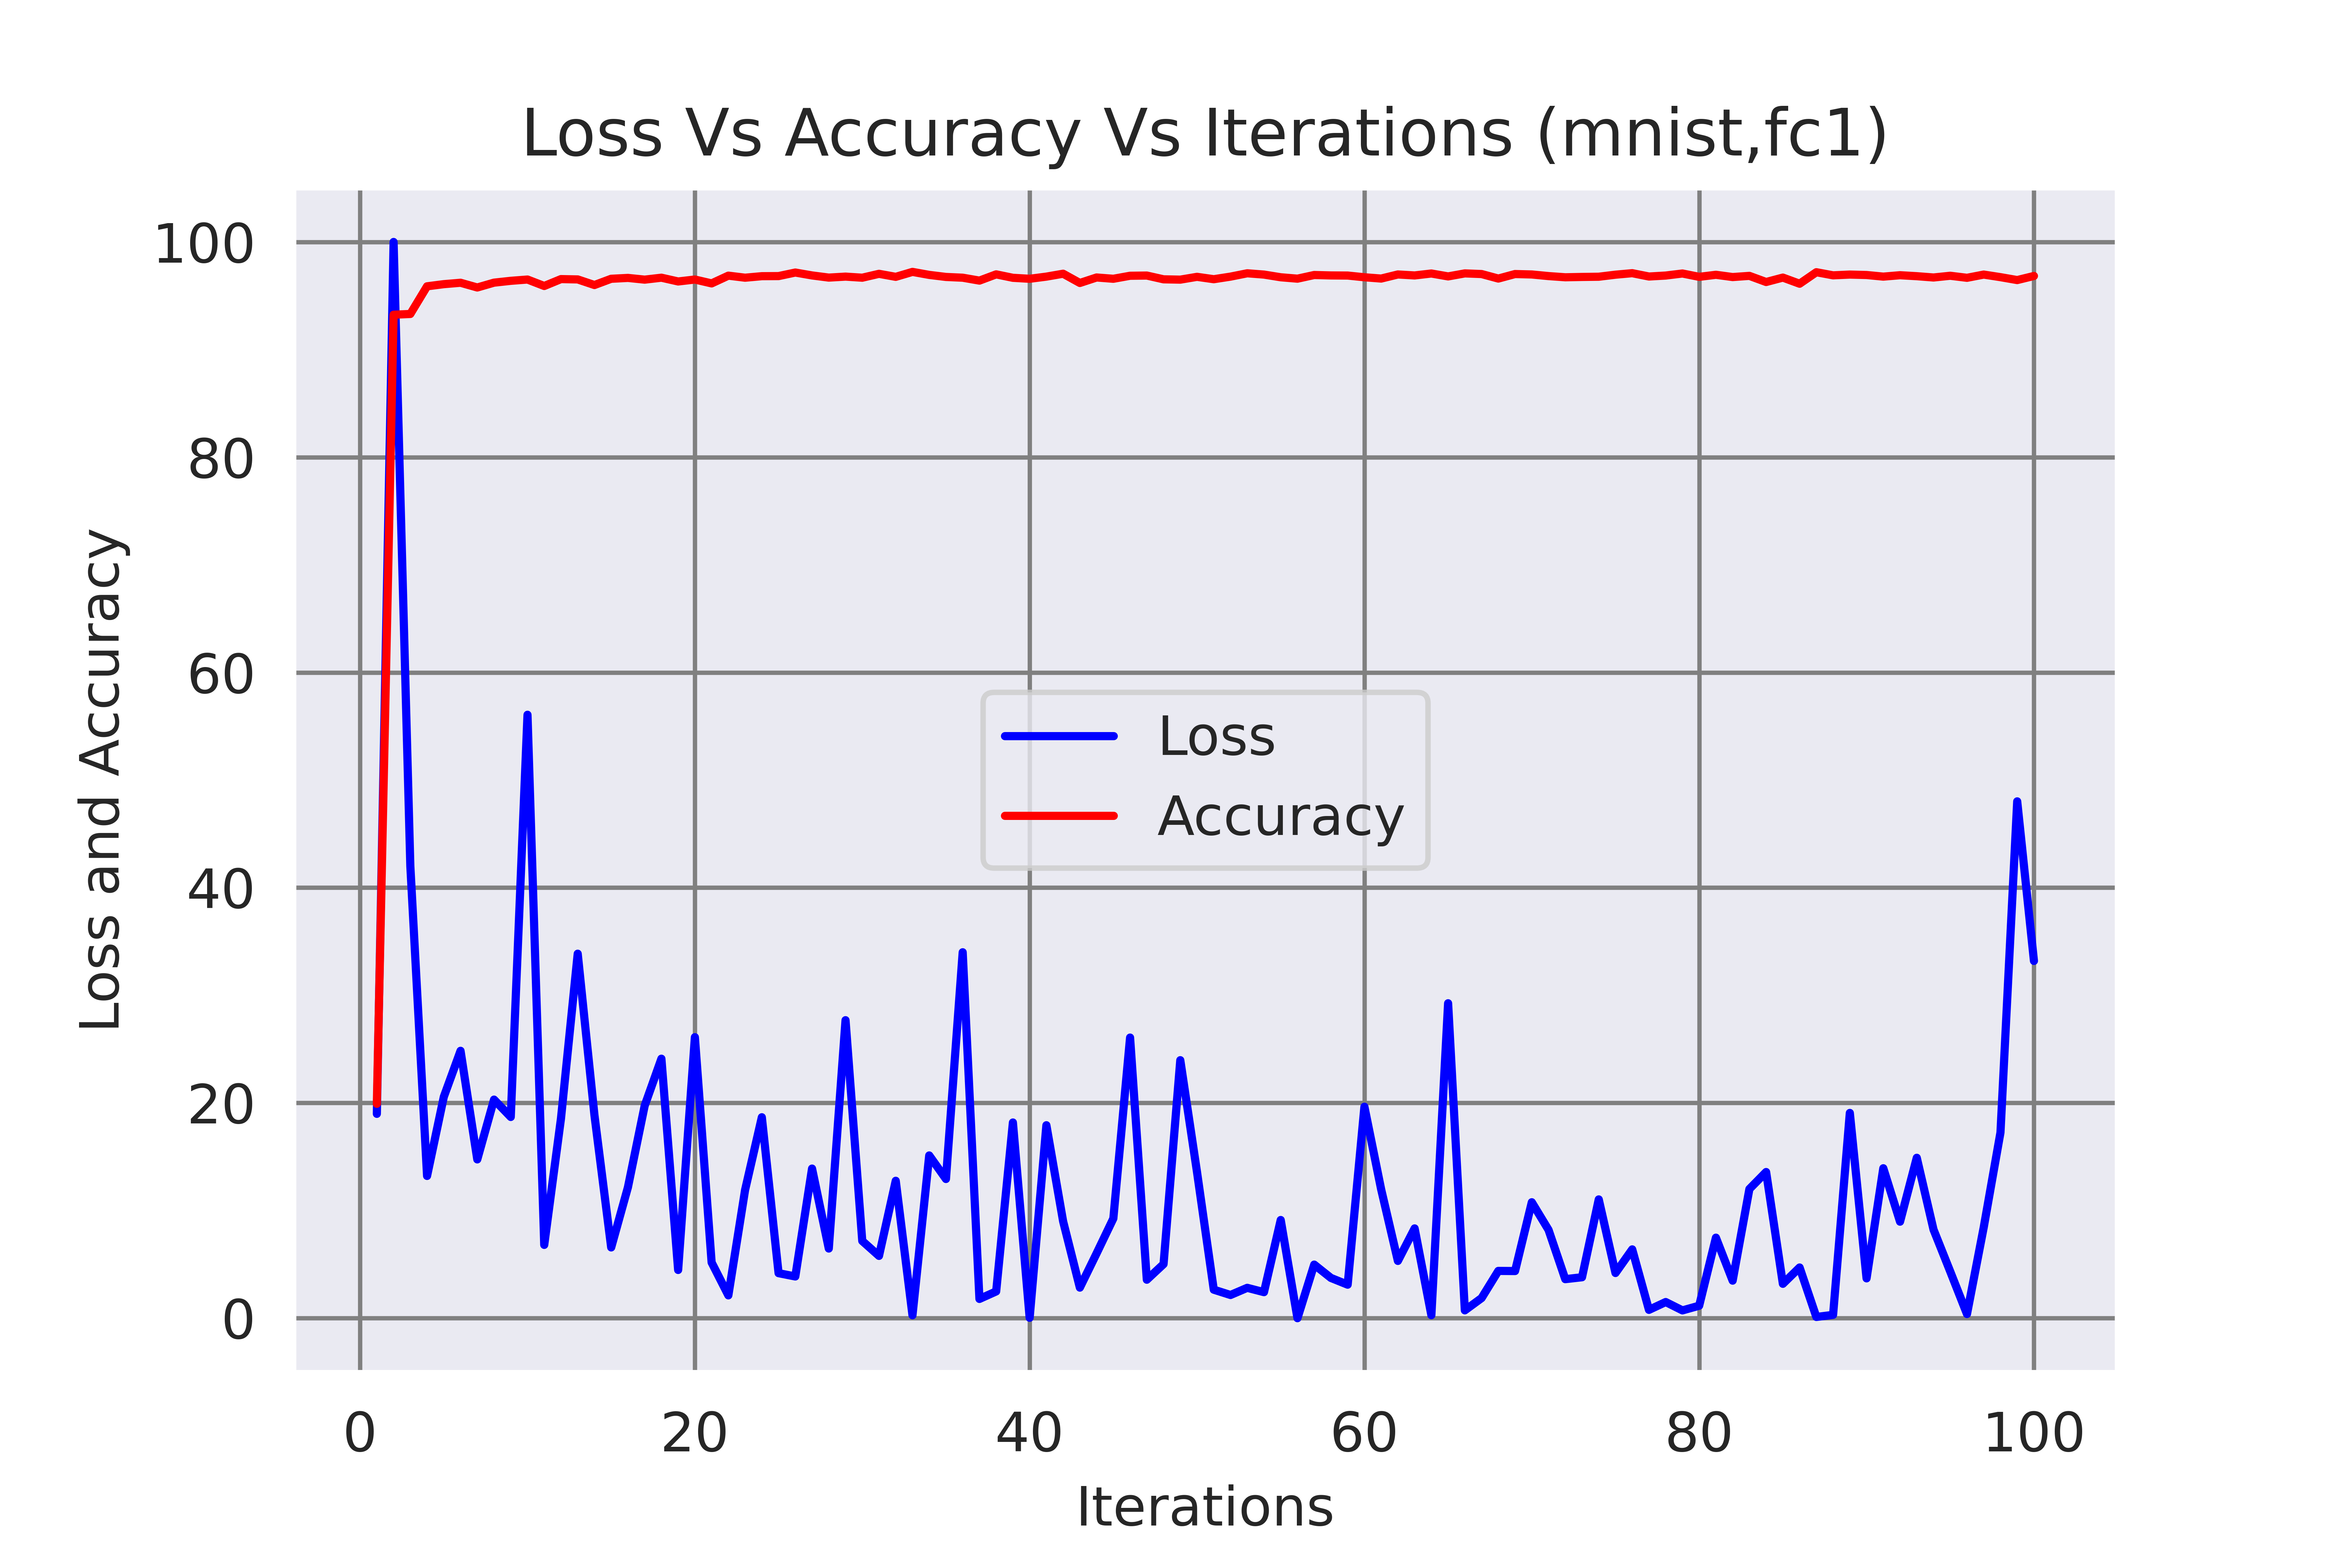 Loss Vs Accuracy Vs Iterations (mnist,fc1)
Loss and Accuracy
100
80
60
40
20
0
Loss
Accuracy
0 20 40 60 80 100
Iterations